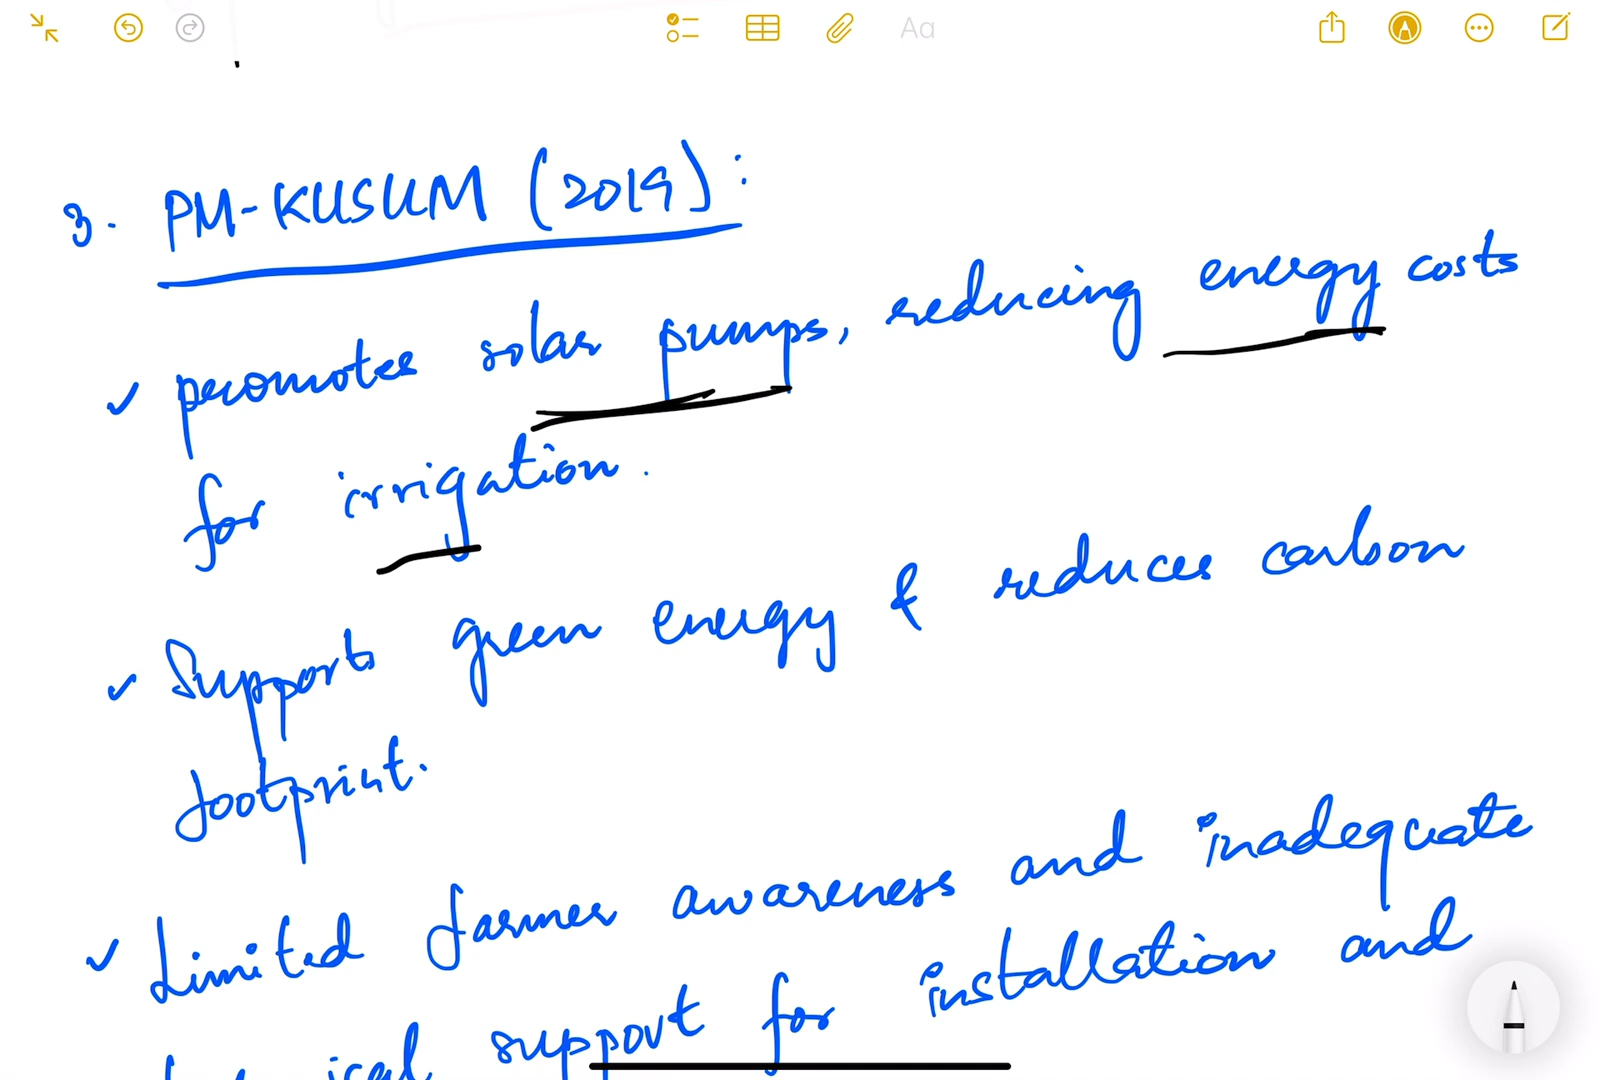 Aa
3. PM-KUSUM (2019):
✓ promotes solar pumps, reducing energy costs
for irrigation.
✓ Supports green energy & reduces carbon
footprint.
✓ Limited farmer awareness and inadequate
support for installation and